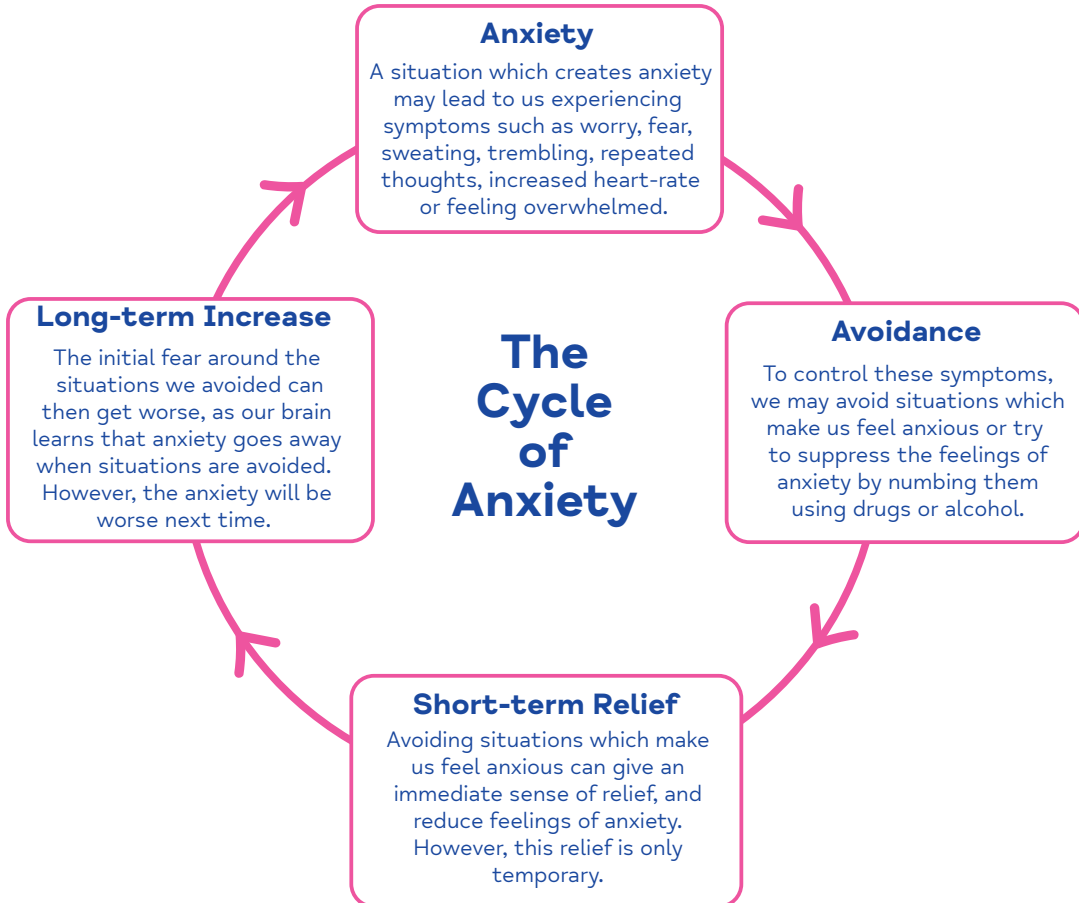 Anxiety
A situation which creates anxiety
may lead to us experiencing
symptoms such as worry, fear,
sweating, trembling, repeated
thoughts, increased heart-rate
or feeling overwhelmed.
The
Cycle
of
Anxiety
Avoidance
To control these symptoms,
we may avoid situations which
make us feel anxious or try
to suppress the feelings of
anxiety by numbing them
using drugs or alcohol.
Short-term Relief
Avoiding situations which make
us feel anxious can give an
immediate sense of relief, and
reduce feelings of anxiety.
However, this relief is only
temporary.
Long-term Increase
The initial fear around the
situations we avoided can
then get worse, as our brain
learns that anxiety goes away
when situations are avoided.
However, the anxiety will be
worse next time.